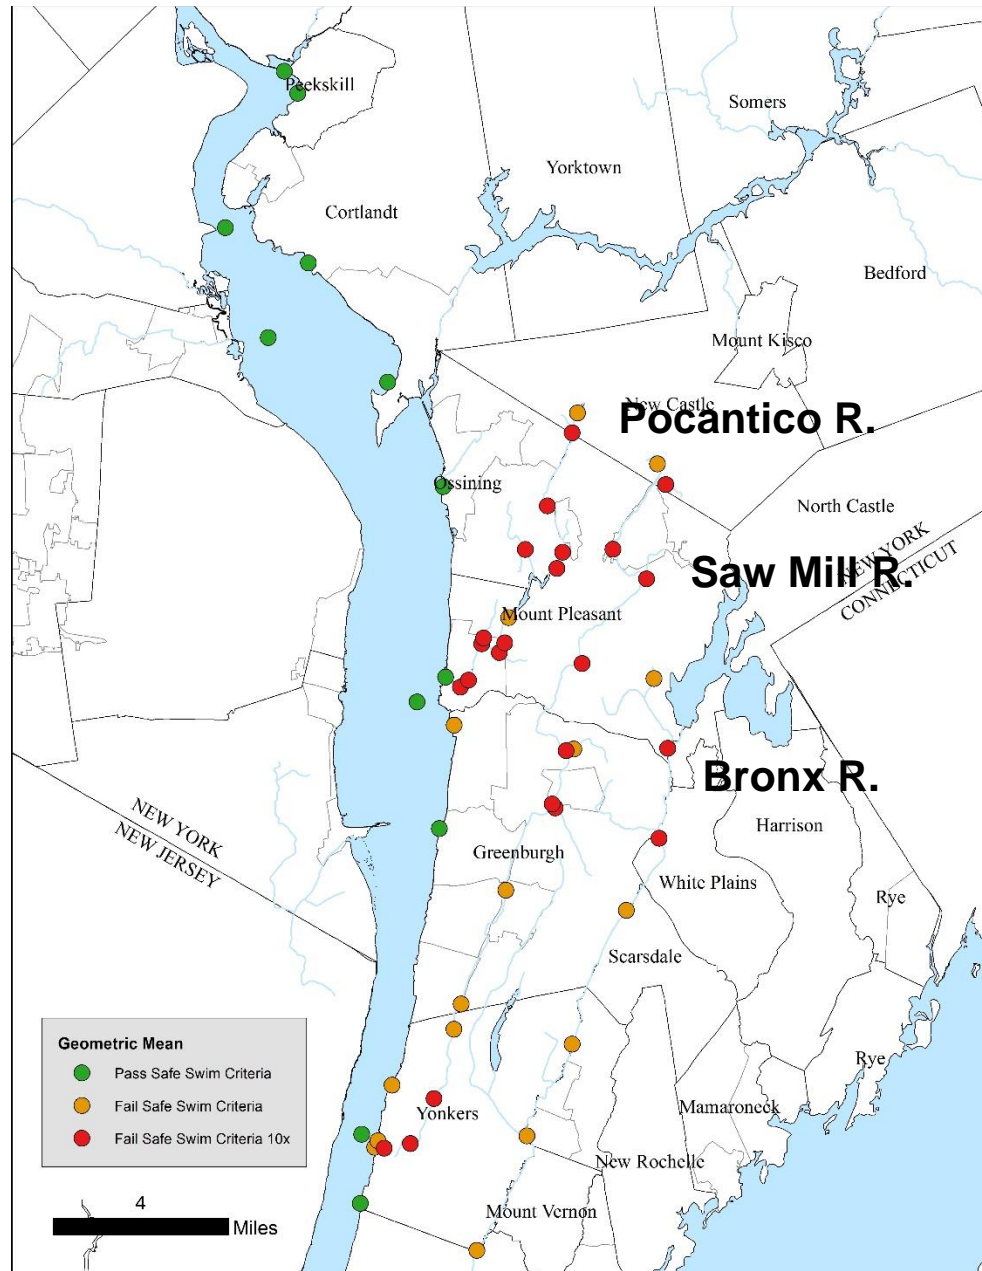 Peekskill
Somers
Yorktown
Cortlandt
Bedford
Mount Kisco
New Castle
Pocantico R.
Ossining
North Castle
NEW YORK
CONNECTICUT
Saw Mill R.
Mount Pleasant
Bronx R.
NEW YORK
NEW JERSEY
Harrison
Greenburgh
White Plains
Rye
Scarsdale
Geometric Mean
Pass Safe Swim Criteria
Fail Safe Swim Criteria
Fail Safe Swim Criteria 10x
Rye
Mamaroneck
Yonkers
New Rochelle
Mount Vernon
4
Miles